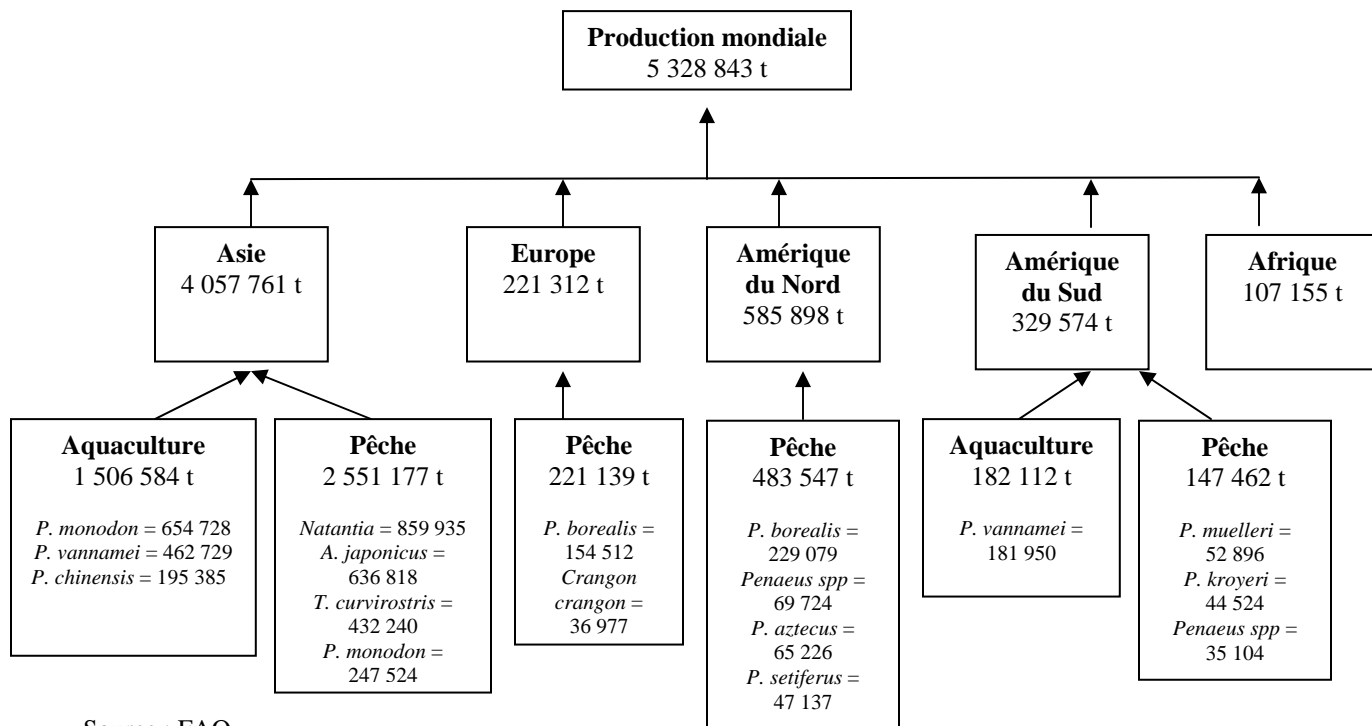 Production mondiale
5 328 843 t
Asie
4 057 761 t
Europe
221 312 t
Amérique
du Nord
585 898 t
Amérique
du Sud
329 574 t
Afrique
107 155 t
Aquaculture
1 506 584 t
P. monodon = 654 728
P. vannamei = 462 729
P. chinensis = 195 385
Pêche
2 551 177 t
Natantia = 859 935
A. japonicus =
636 818
T. curvirostris =
432 240
P. monodon =
247 524
Pêche
221 139 t
P. borealis =
154 512
Crangon
crangon =
36 977
Pêche
483 547 t
P. borealis =
229 079
Penaeus spp =
69 724
P. aztecus =
65 226
P. setiferus =
47 137
Aquaculture
182 112 t
P. vannamei =
181 950
Pêche
147 462 t
P. muelleri =
52 896
P. kroyeri =
44 524
Penaeus spp =
35 104